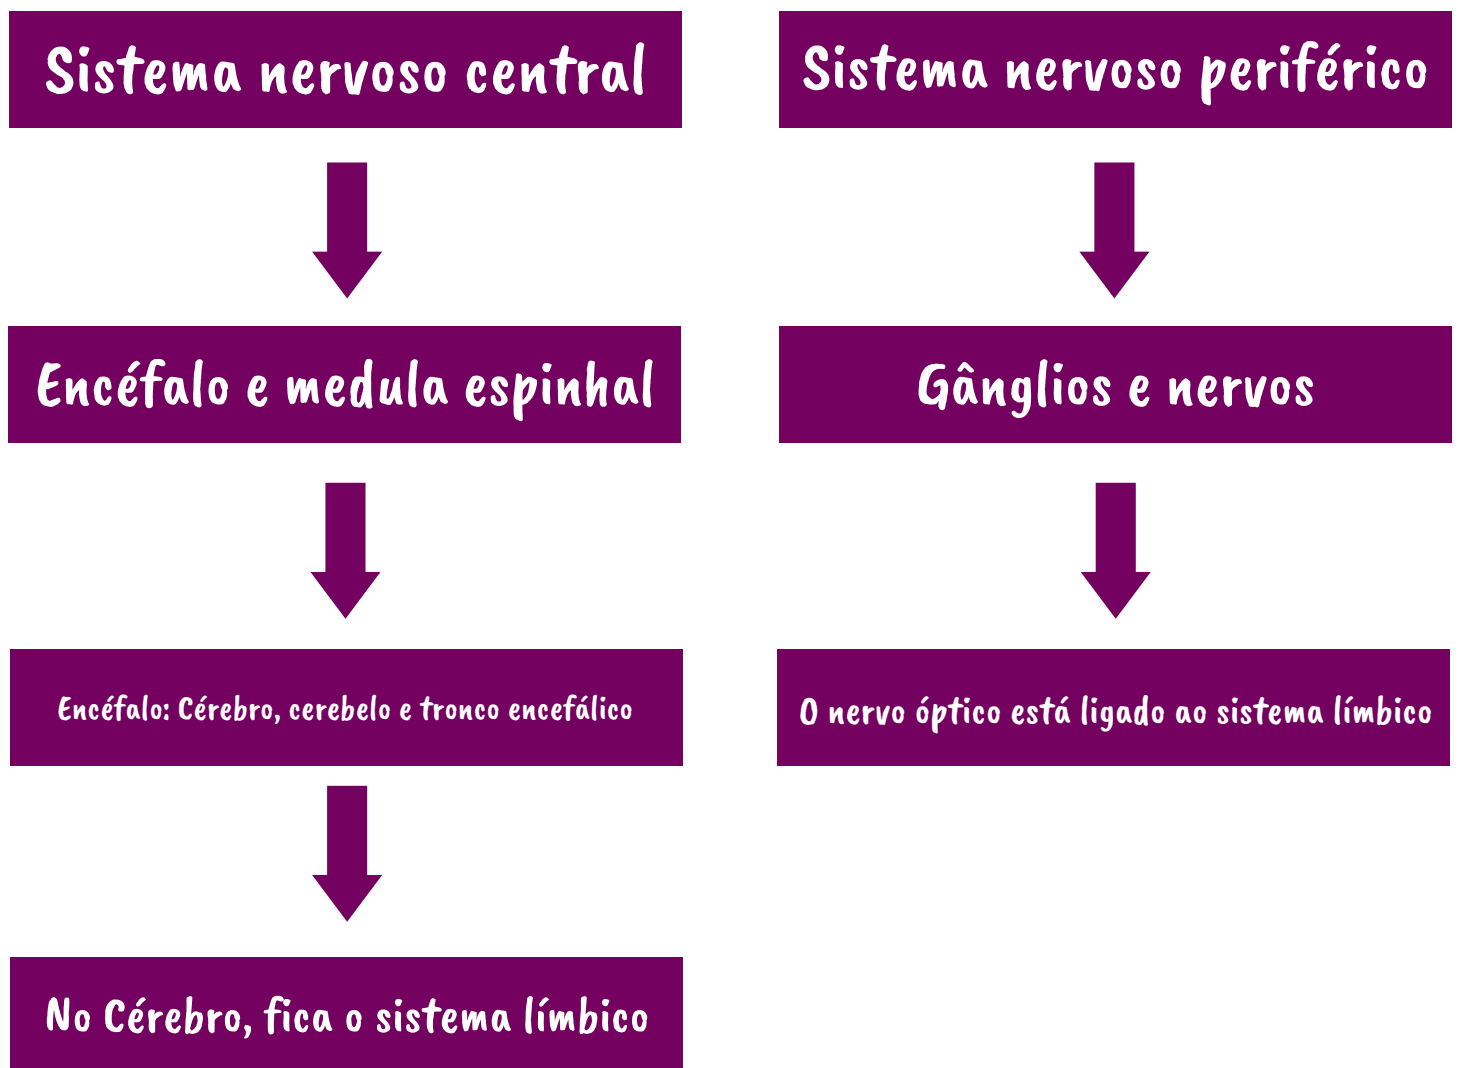 Sistema nervoso central
Encéfalo e medula espinhal
Encéfalo: Cérebro, cerebelo e tronco encefálico
No Cérebro, fica o sistema límbico
Sistema nervoso periférico
Gânglios e nervos
O nervo óptico está ligado ao sistema límbico